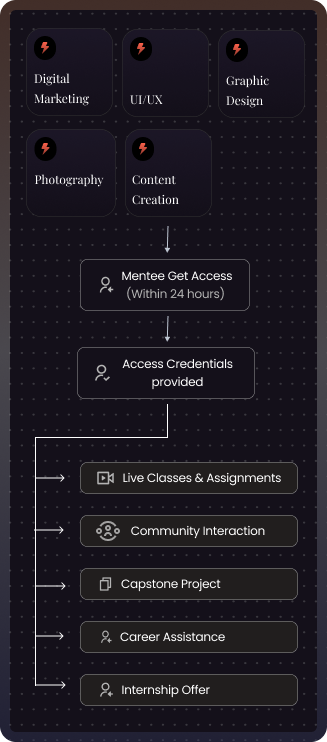 Digital
Marketing
UI/UX
Graphic
Design
Photography
Content
Creation
Mentee Get Access
(Within 24 hours)
Access Credentials
provided
Live Classes & Assignments
Community Interaction
Capstone Project
Career Assistance
Internship Offer